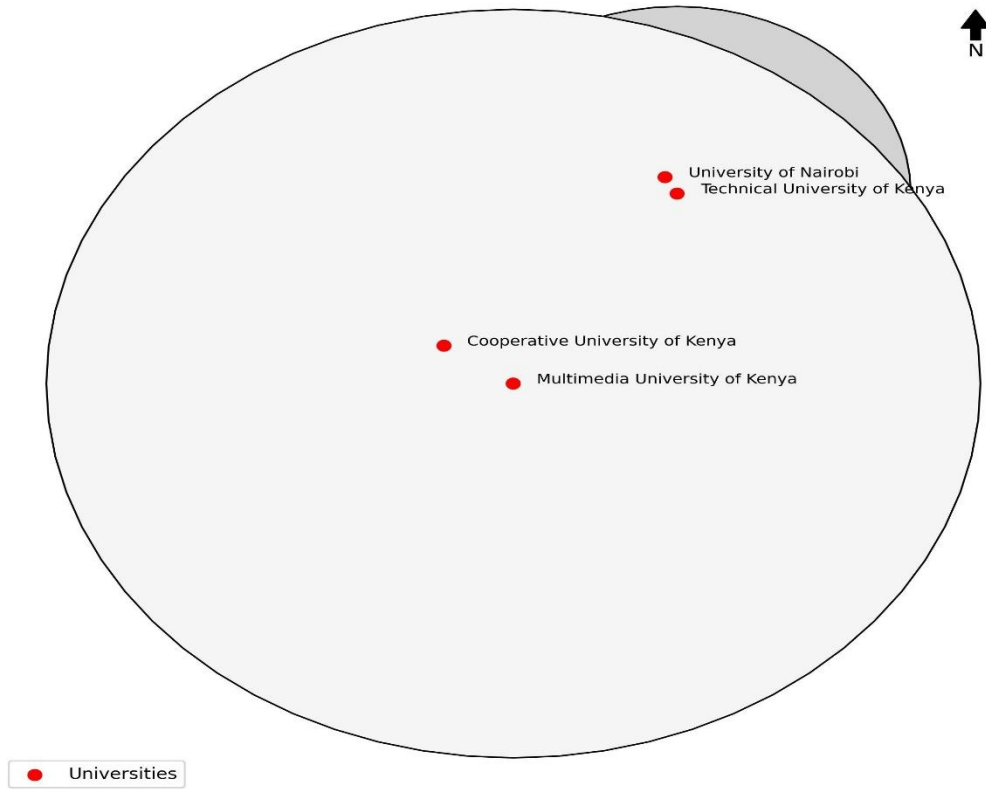 N
University of Nairobi
Technical University of Kenya
Cooperative University of Kenya
Multimedia University of Kenya
Universities